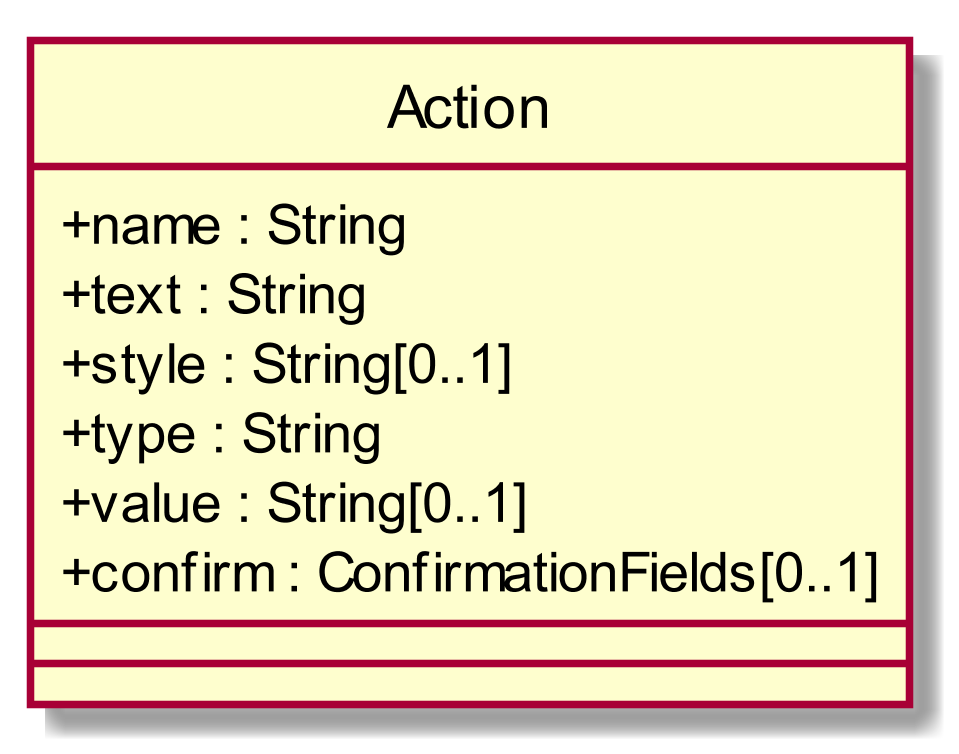 Action
+name : String
+text : String
+style : String[0..1]
+type : String
+value : String[0..1]
+confirm : ConfirmationFields[0..1]